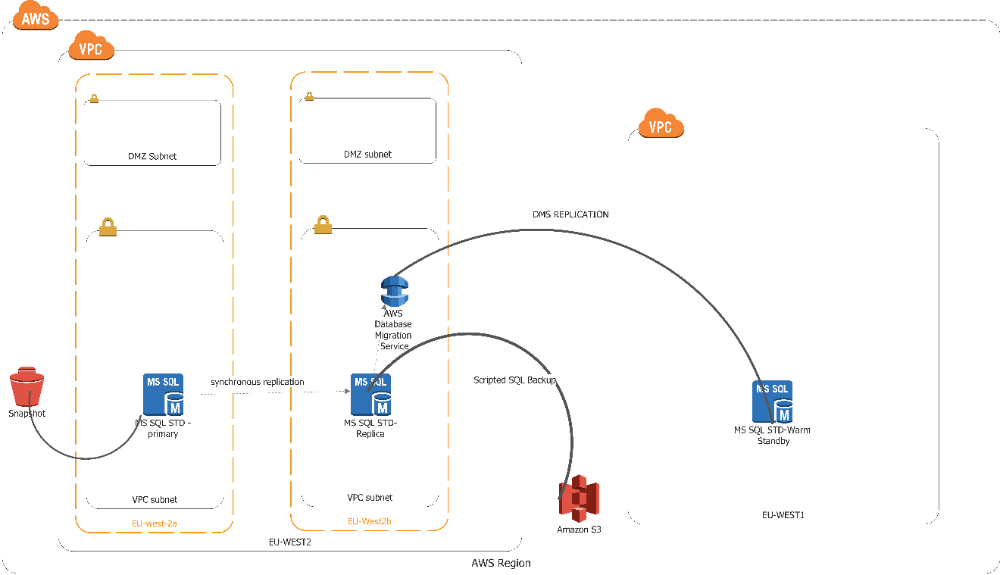 AWS
VPC
DMZ Subnet
DMZ subnet
VPC
DMS REPLICATION
AWS
Database
Migration
Service
MS SQL
M
MS SQL STD -
primary
synchronous replication
MS SQL
M
MS SQL STD-
Replica
Scripted SQL Backup
MS SQL
M
MS SQL STD-Warm
Standby
Snapshot
VPC subnet
VPC subnet
EU-west-2a
EU-West2b
Amazon S3
EU-WEST1
EU-WEST2
AWS Region